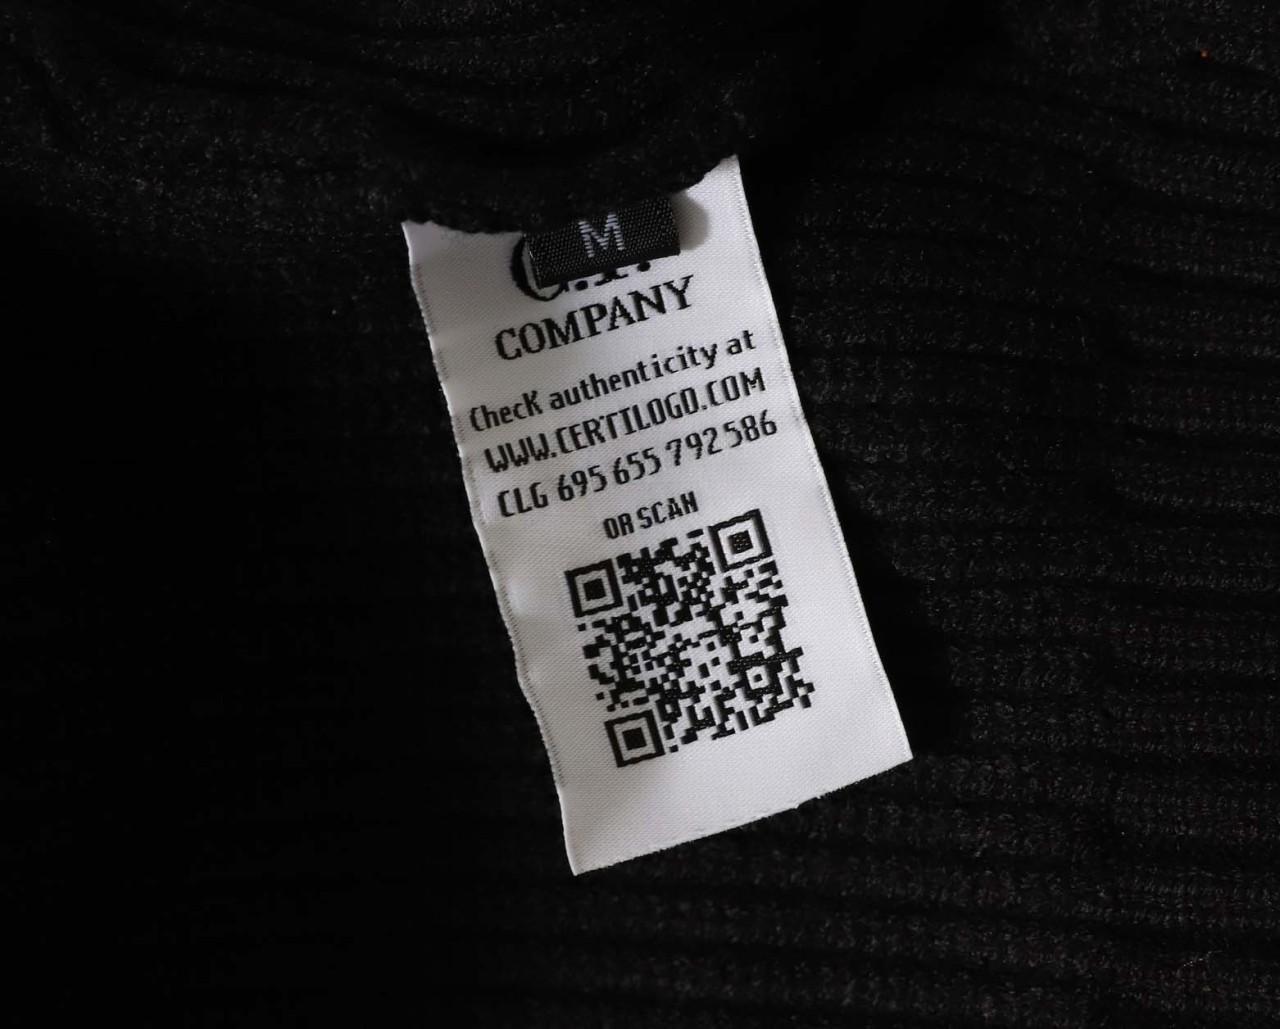 M
C.P.
COMPANY
ChecK authenticity at
WWW.CERTILOGO.COM
CLG 695 655 792 586
OR SCAN